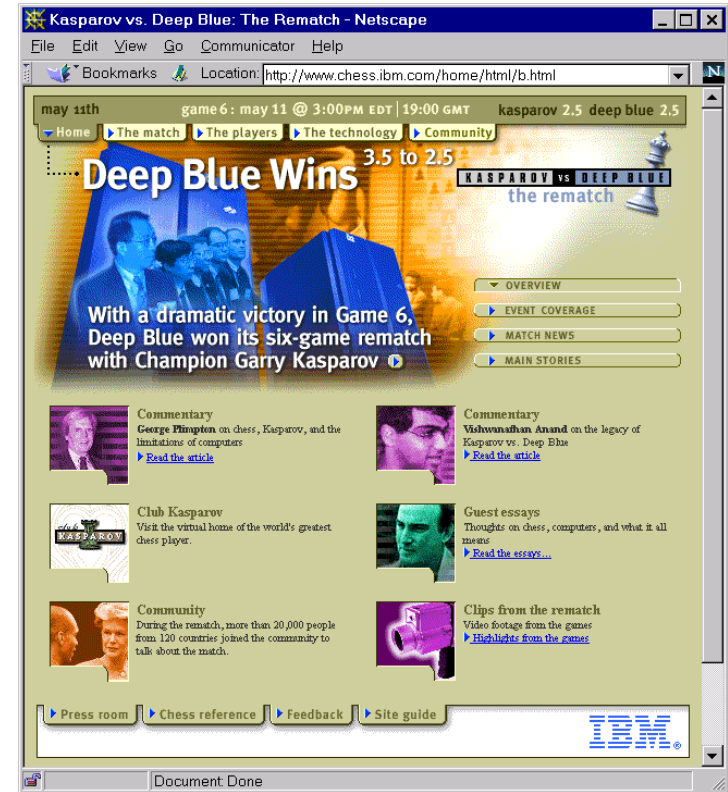 Kasparov vs. Deep Blue: The Rematch - Netscape
File Edit View Go Communicator Help
Bookmarks Location: http://www.chess.ibm.com/home/html/b.html
N
may 11th game 6: may 11 @ 3:00PM EDT | 19:00 GMT kasparov 2.5 deep blue 2.5
Home The match The players The technology Community
Deep Blue Wins 3.5 to 2.5
KASPAROV VS DEEP BLUE
the rematch
OVERVIEW
EVENT COVERAGE
MATCH NEWS
MAIN STORIES
With a dramatic victory in Game 6,
Deep Blue won its six-game rematch
with Champion Garry Kasparov
Commentary
George Plimpton on chess, Kasparov, and the
limitations of computers
Read the article
Commentary
Vishwanathan Anand on the legacy of
Kasparov vs. Deep Blue
Read the article
club
KASPAROV
Club Kasparov
Visit the virtual home of the world's greatest
chess player.
Guest essays
Thoughts on chess, computers, and what it all
means
Read the essays...
Community
During the rematch, more than 20,000 people
from 120 countries joined the community to
talk about the match.
Clips from the rematch
Video footage from the games
Highlights from the games
Press room Chess reference Feedback Site guide
IBM®
Document: Done